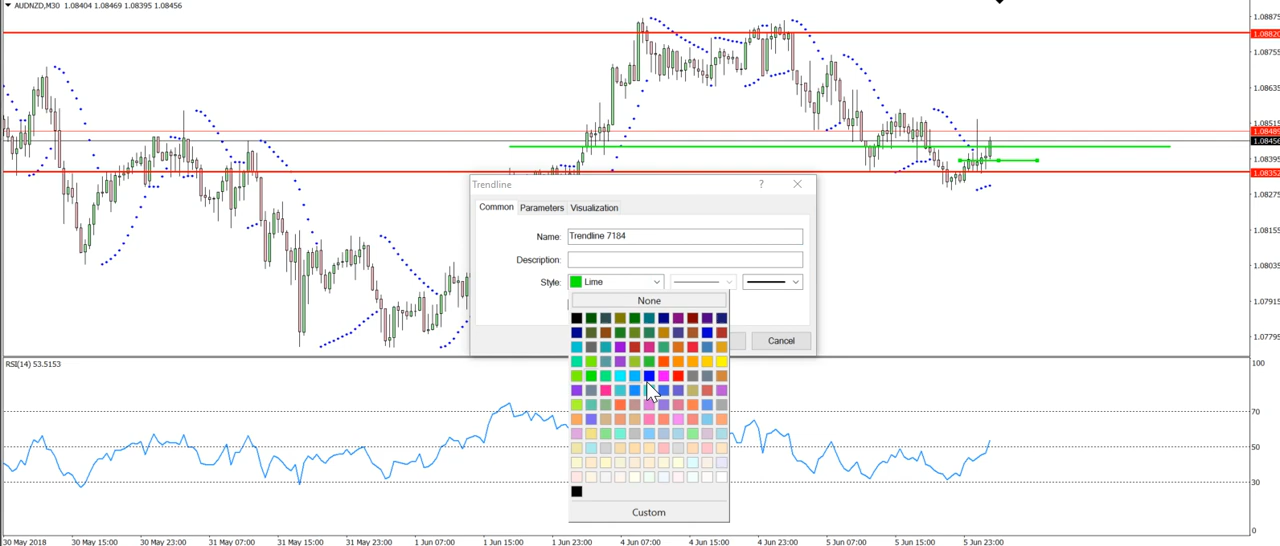 AUDNZD,M30 1.08404 1.08469 1.08395 1.08456
1.08875
1.08820
1.08755
1.08635
1.08515
1.08489
1.08456
1.08395
1.08352
1.08275
1.08155
1.08035
1.07915
1.07795
Trendline
? ×
Common Parameters Visualization
Name: Trendline 7184
Description:
Style: Lime
None
Cancel
Custom
RSI(14) 53.5153
100
70
50
30
0
30 May 2018 30 May 15:00 30 May 23:00 31 May 07:00 31 May 15:00 31 May 23:00 1 Jun 07:00 1 Jun 15:00 1 Jun 23:00 4 Jun 07:00 4 Jun 15:00 4 Jun 23:00 5 Jun 07:00 5 Jun 15:00 5 Jun 23:00